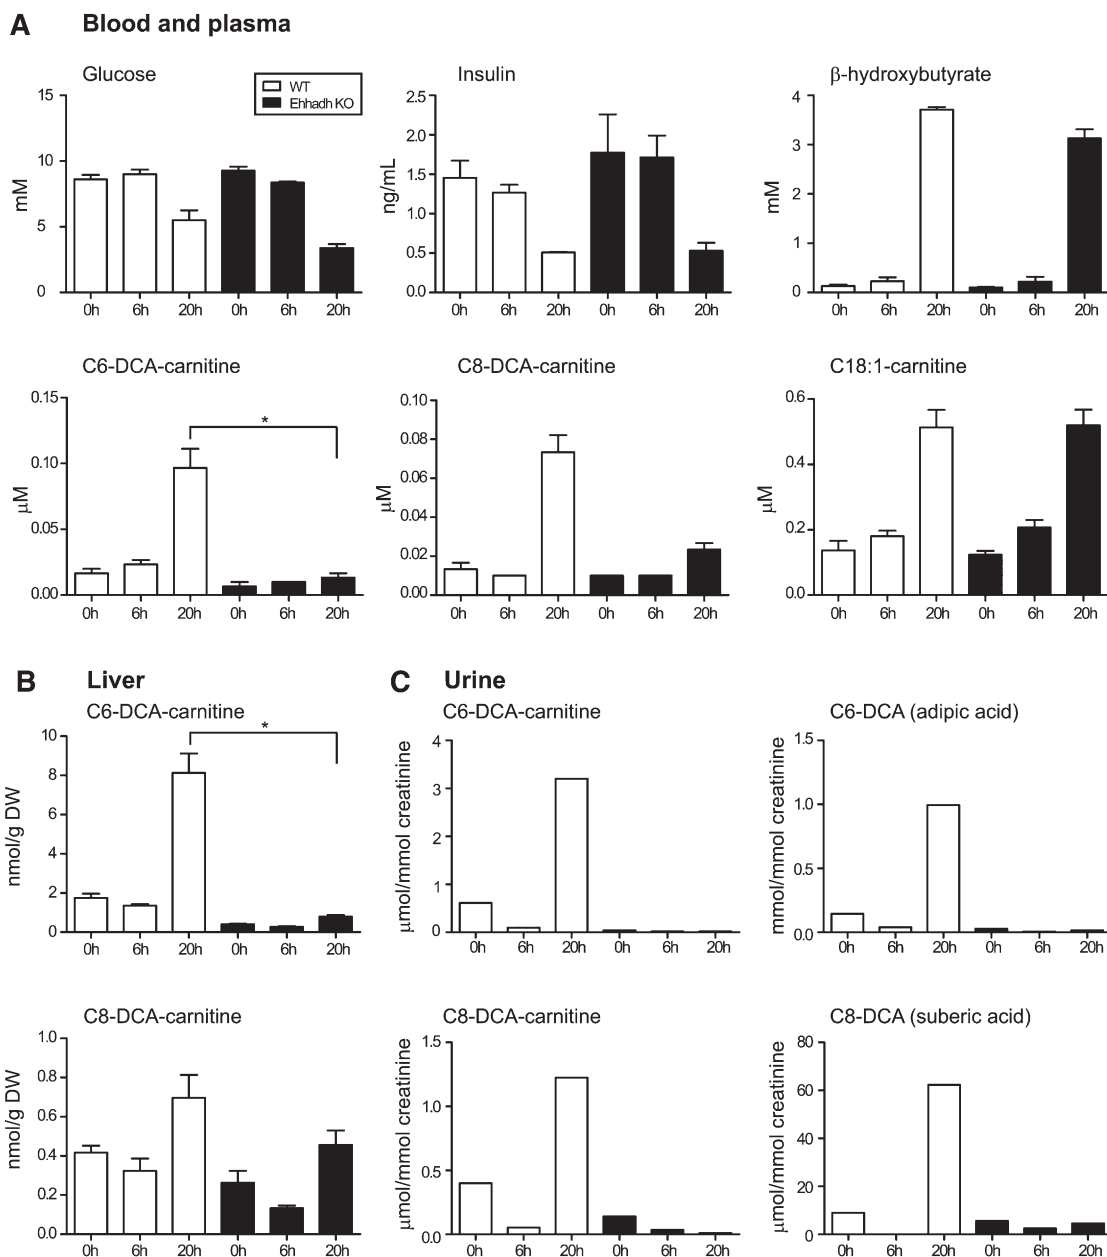 A Blood and plasma
Glucose
WT
Ehhadh KO
15
10
5
0
mM
0h 6h 20h 0h 6h 20h
Insulin
2.5
2.0
1.5
1.0
0.5
0.0
ng/mL
0h 6h 20h 0h 6h 20h
β-hydroxybutyrate
4
3
2
1
0
mM
0h 6h 20h 0h 6h 20h
C6-DCA-carnitine
0.15
0.10
0.05
0.00
µM
*
0h 6h 20h 0h 6h 20h
C8-DCA-carnitine
0.10
0.08
0.06
0.04
0.02
0.00
µM
0h 6h 20h 0h 6h 20h
C18:1-carnitine
0.6
0.4
0.2
0.0
µM
0h 6h 20h 0h 6h 20h
B Liver
C6-DCA-carnitine
10
8
6
4
2
0
nmol/g DW
*
0h 6h 20h 0h 6h 20h
C8-DCA-carnitine
1.0
0.8
0.6
0.4
0.2
0.0
nmol/g DW
0h 6h 20h 0h 6h 20h
C Urine
C6-DCA-carnitine
4
3
2
1
0
µmol/mmol creatinine
0h 6h 20h 0h 6h 20h
C6-DCA (adipic acid)
1.5
1.0
0.5
0.0
mmol/mmol creatinine
0h 6h 20h 0h 6h 20h
C8-DCA-carnitine
1.5
1.0
0.5
0.0
µmol/mmol creatinine
0h 6h 20h 0h 6h 20h
C8-DCA (suberic acid)
80
60
40
20
0
µmol/mmol creatinine
0h 6h 20h 0h 6h 20h